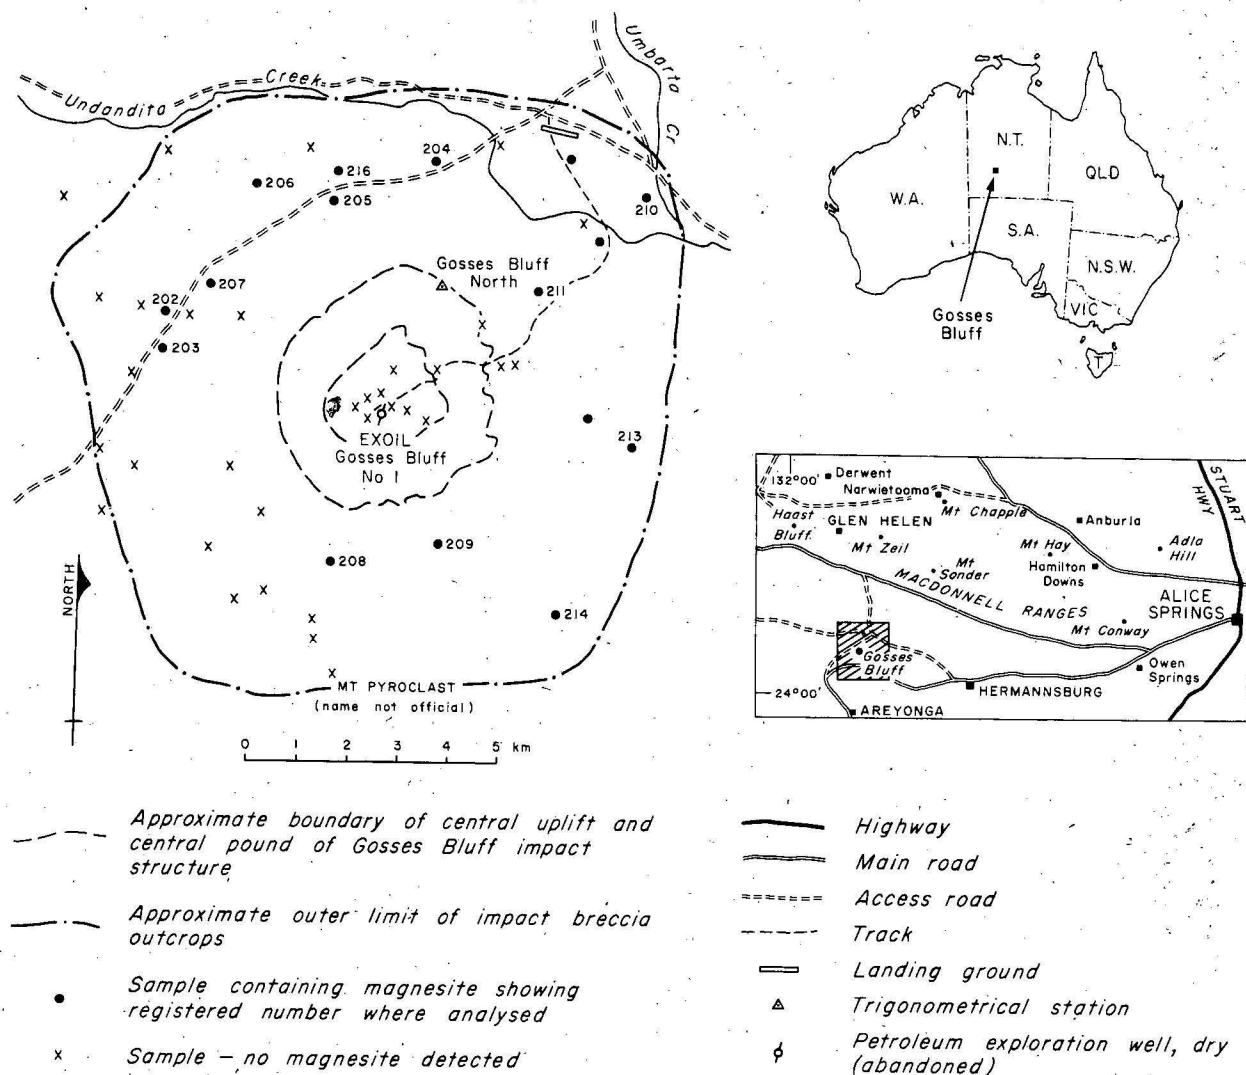 Undandita
Creek
Umbarta
Cr
204
216
206
205
210
207
Gosses Bluff
North
211
202
203
EXOIL
Gosses Bluff
No 1
213
209
208
214
NORTH
MT PYROCLAST
(name not official)
0 1 2 3 4 5 km
N.T.
QLD
W.A.
S.A.
N.S.W.
VIC
T
Gosses
Bluff
132°00'
Derwent
Narwietooma
Mt Chapple
STUART
HWY
Haast
Bluff
GLEN HELEN
Mt Zeil
Anburla
Mt Hay
Adla
Hill
Mt
Sonder
Hamilton
Downs
MACDONNELL RANGES
ALICE
SPRINGS
Mt Conway
Gosses
Bluff
Owen
Springs
24°00'
HERMANNSBURG
AREYONGA
Approximate boundary of central uplift and
central pound of Gosses Bluff impact
structure
Approximate outer limit of impact breccia
outcrops
Sample containing magnesite showing
registered number where analysed
Sample – no magnesite detected
Highway
Main road
Access road
Track
Landing ground
Trigonometrical station
Petroleum exploration well, dry
(abandoned)